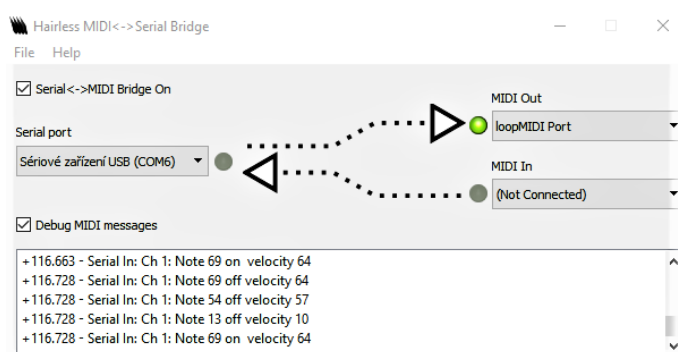 Hairless MIDI<->Serial Bridge
File Help
Serial<->MIDI Bridge On
MIDI Out
loopMIDI Port
Serial port
Sériové zařízení USB (COM6)
MIDI In
(Not Connected)
Debug MIDI messages
+116.663 - Serial In: Ch 1: Note 69 on velocity 64
+116.728 - Serial In: Ch 1: Note 69 off velocity 64
+116.728 - Serial In: Ch 1: Note 54 off velocity 57
+116.728 - Serial In: Ch 1: Note 13 off velocity 10
+116.728 - Serial In: Ch 1: Note 69 on velocity 64